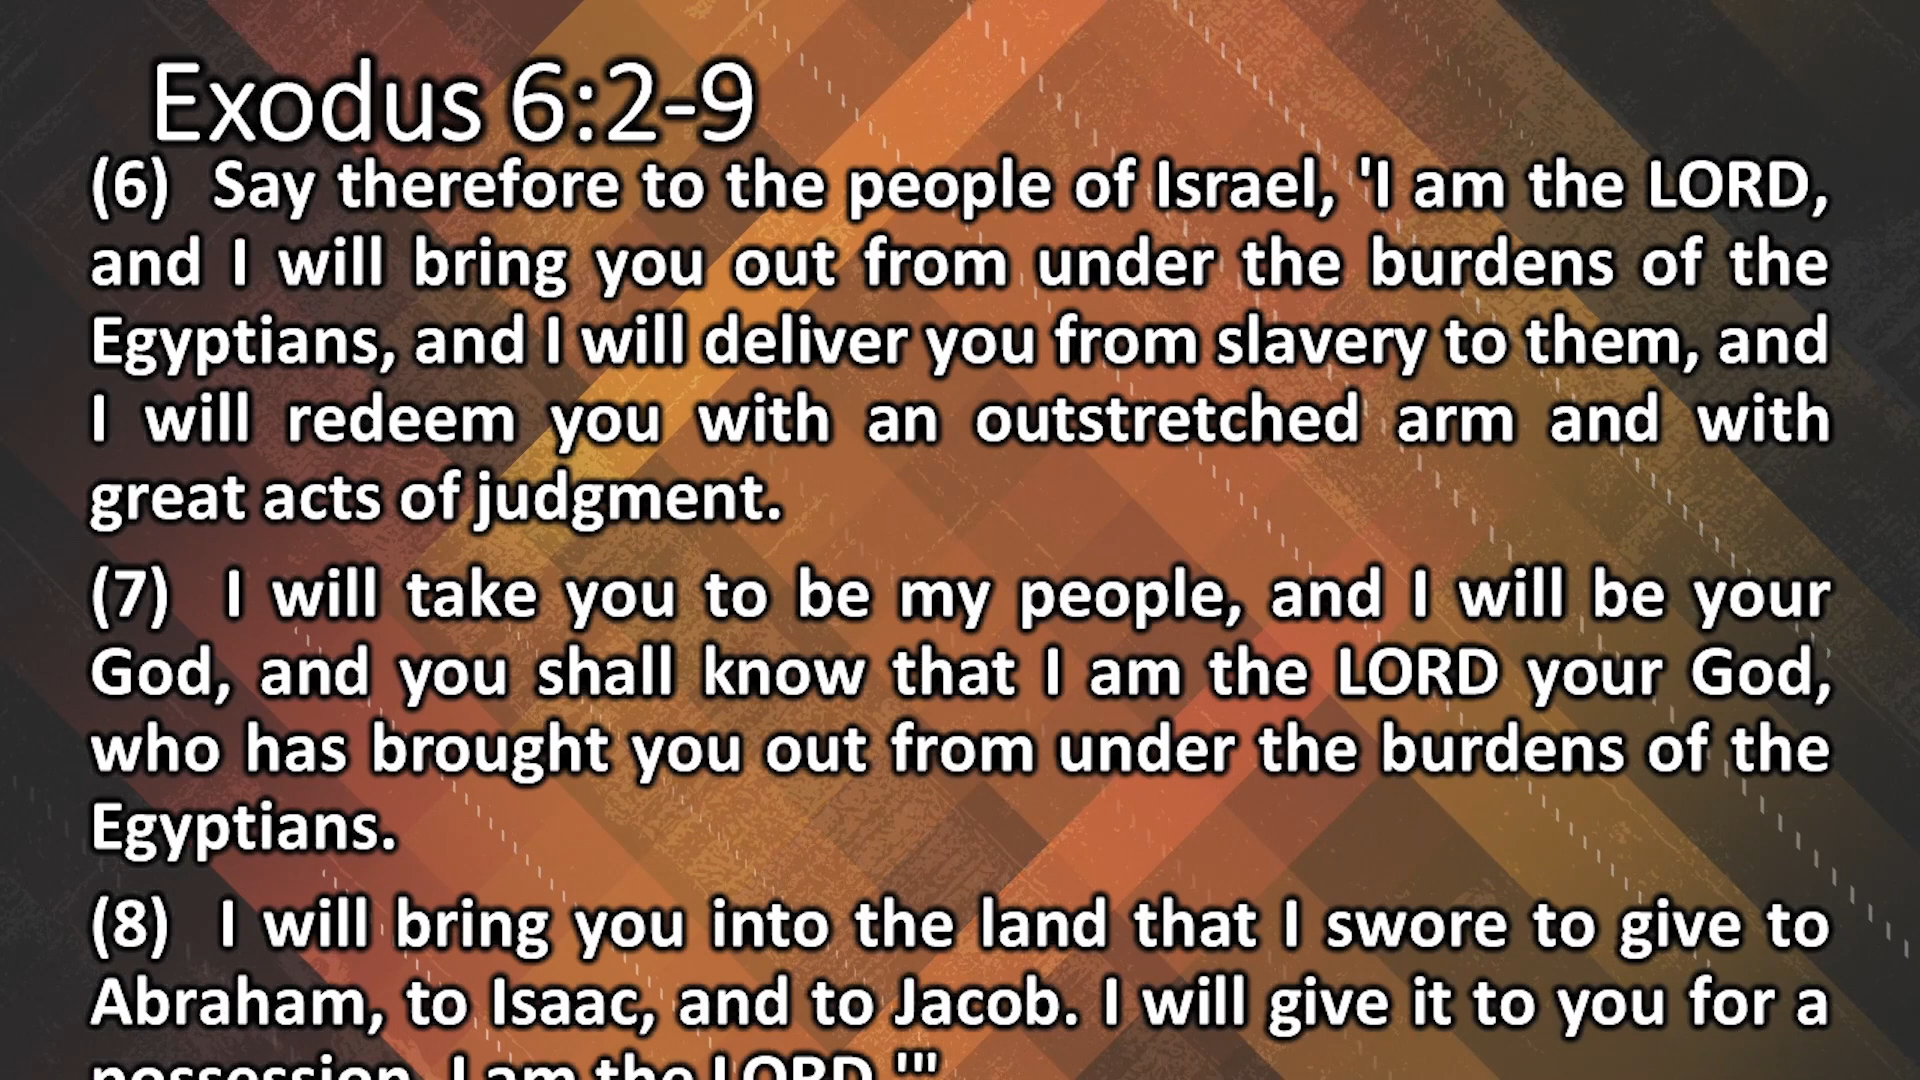 Exodus 6:2-9
(6) Say therefore to the people of Israel, 'I am the LORD,
and I will bring you out from under the burdens of the
Egyptians, and I will deliver you from slavery to them, and
I will redeem you with an outstretched arm and with
great acts of judgment.
(7) I will take you to be my people, and I will be your
God, and you shall know that I am the LORD your God,
who has brought you out from under the burdens of the
Egyptians.
(8) I will bring you into the land that I swore to give to
Abraham, to Isaac, and to Jacob. I will give it to you for a
possession. I am the LORD.'"